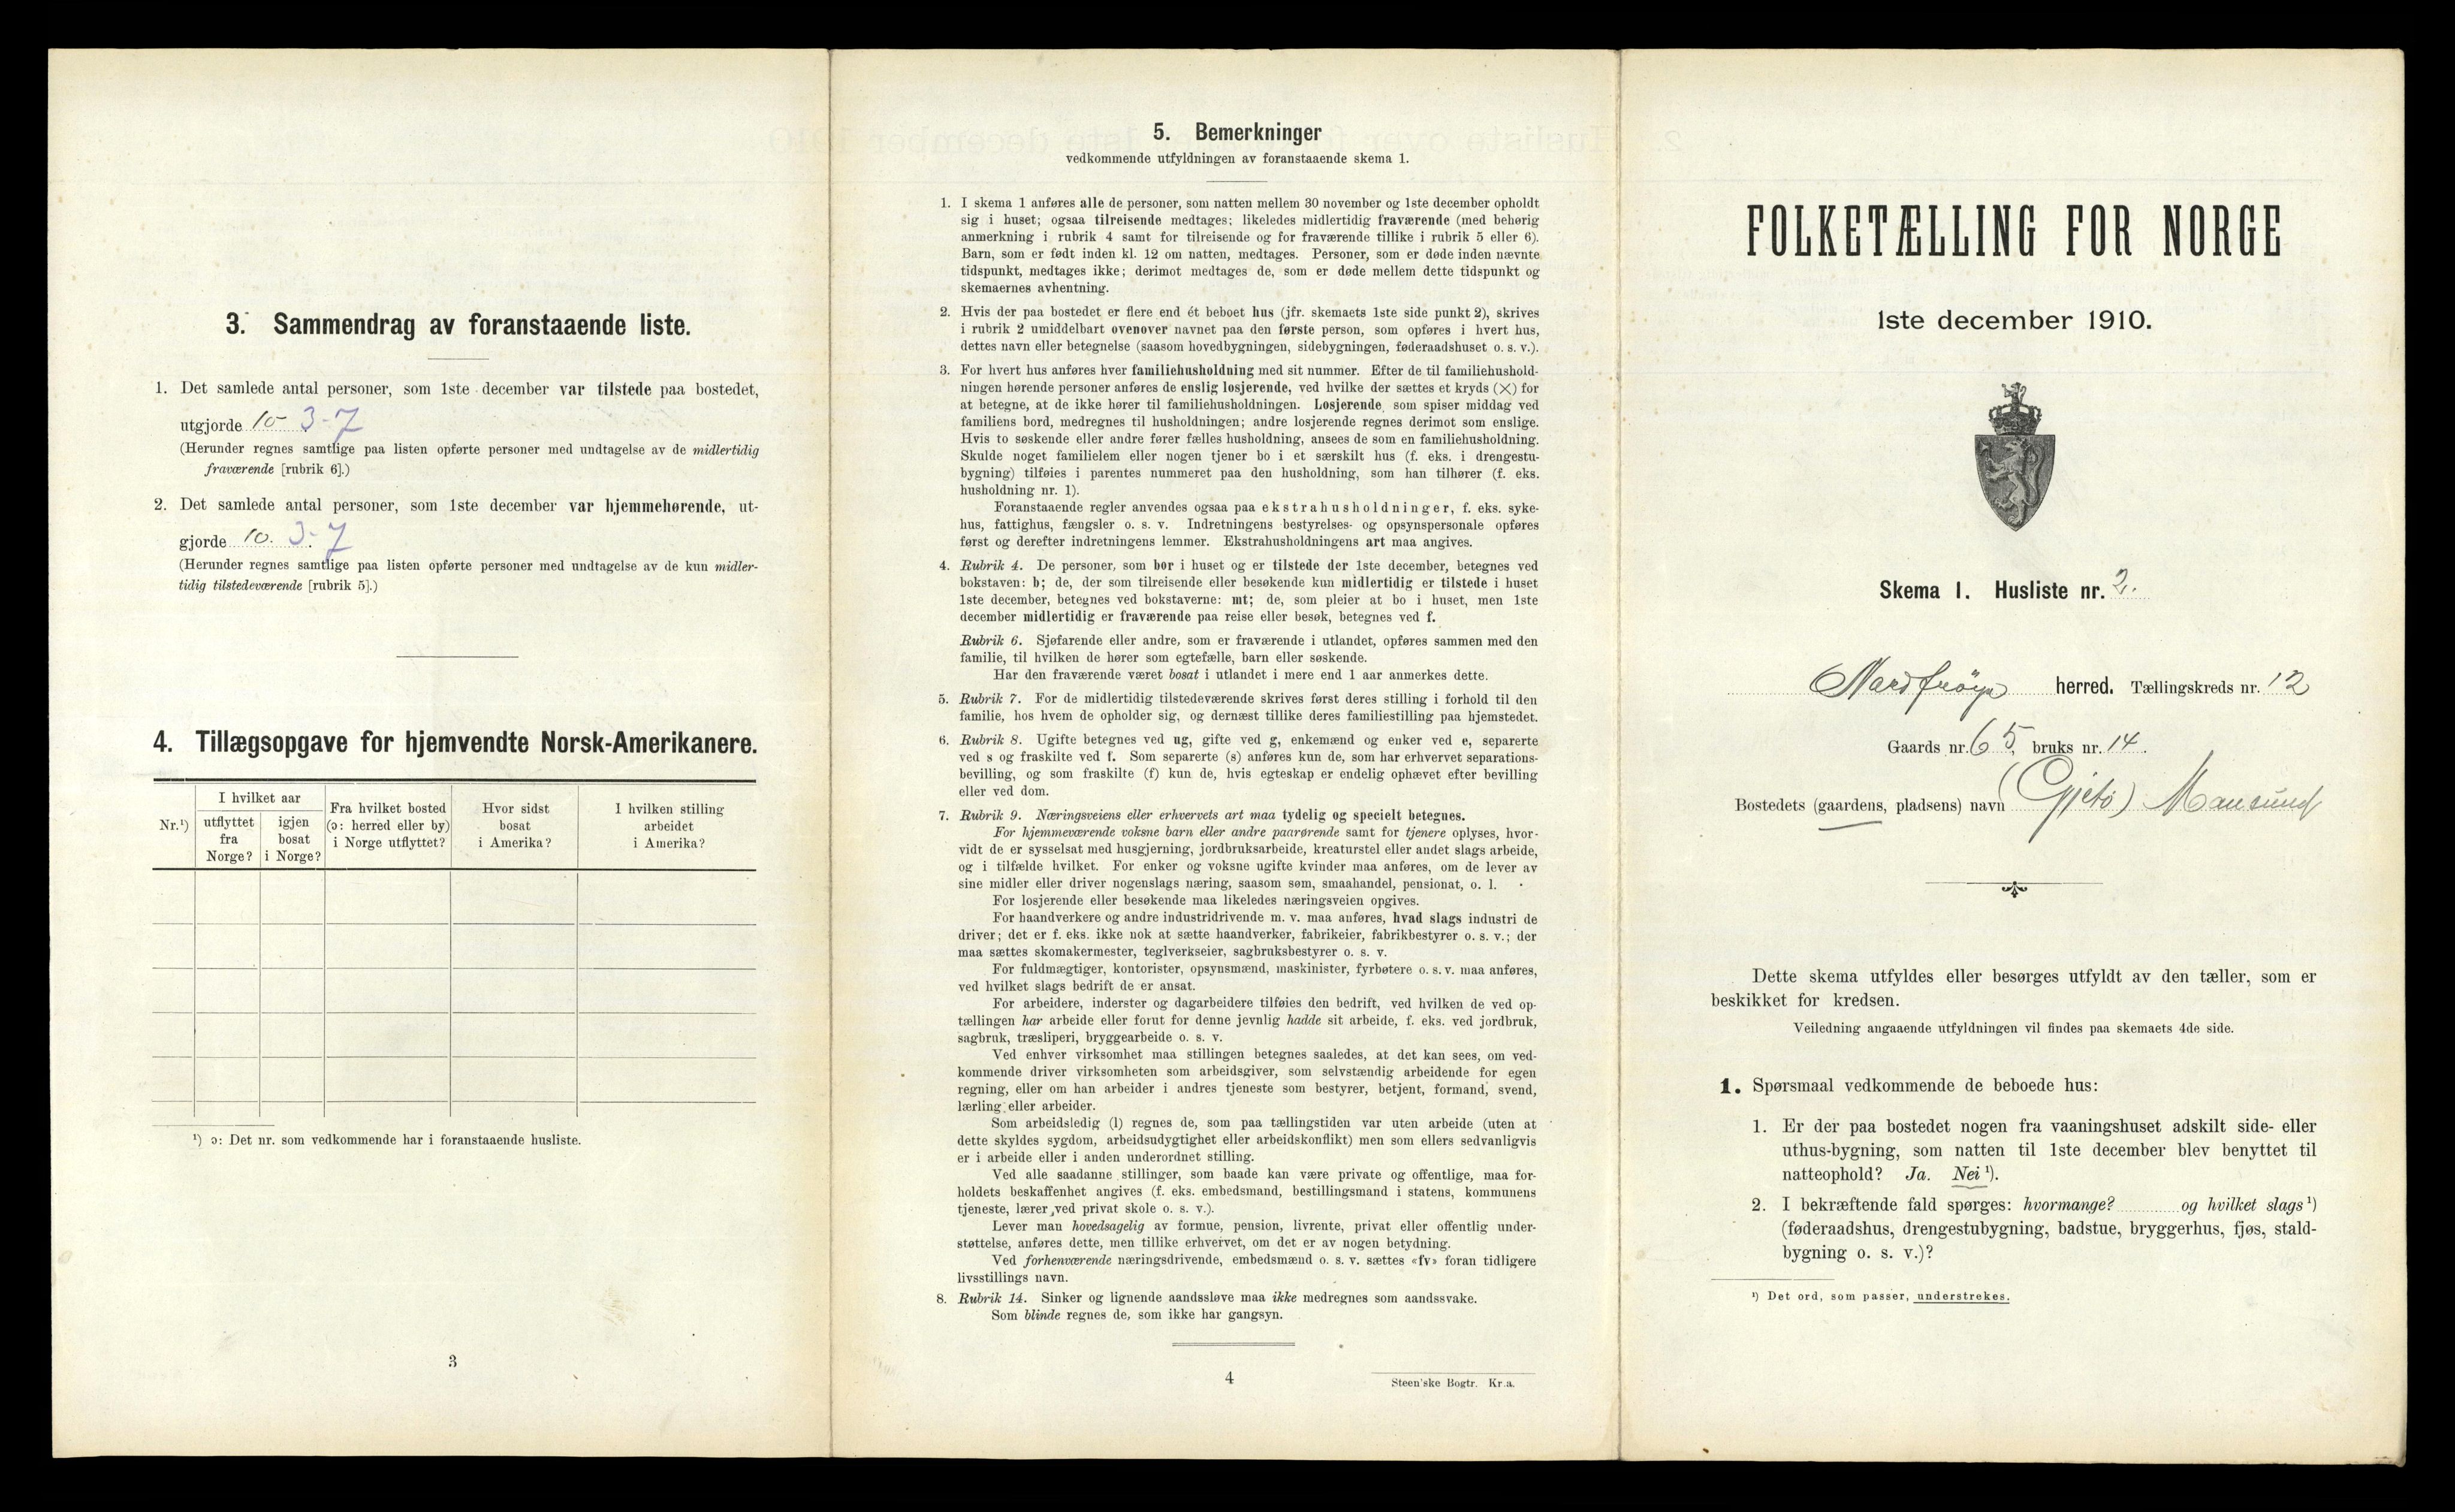 3. Sammendrag av foranstaaende liste.
1. Det samlede antal personer, som 1ste december var tilstede paa bostedet,
utgjorde 10 3-7
(Herunder regnes samtlige paa listen opførte personer med undtagelse av de midlertidig
fraværende [rubrik 6].)
2. Det samlede antal personer, som 1ste december var hjemmehørende, ut-
gjorde 10. 3-7
(Herunder regnes samtlige paa listen opførte personer med undtagelse av de kun midler-
tidig tilstedeværende [rubrik 5].)
4. Tillægsopgave for hjemvendte Norsk-Amerikanere.
Nr.¹)
I hvilket aar
utflyttet
fra
Norge?
igjen
bosat
i Norge?
Fra hvilket bosted
(ɔ: herred eller by)
i Norge utflyttet?
Hvor sidst
bosat
i Amerika?
I hvilken stilling
arbeidet
i Amerika?
¹) ɔ: Det nr. som vedkommende har i foranstaaende husliste.
3
5. Bemerkninger
vedkommende utfyldningen av foranstaaende skema 1.
1. I skema 1 anføres alle de personer, som natten mellem 30 november og 1ste december opholdt
sig i huset; ogsaa tilreisende medtages; likeledes midlertidig fraværende (med behørig
anmerkning i rubrik 4 samt for tilreisende og for fraværende tillike i rubrik 5 eller 6).
Barn, som er født inden kl. 12 om natten, medtages. Personer, som er døde inden nævnte
tidspunkt, medtages ikke; derimot medtages de, som er døde mellem dette tidspunkt og
skemaernes avhentning.
2. Hvis der paa bostedet er flere end ét beboet hus (jfr. skemaets 1ste side punkt 2), skrives
i rubrik 2 umiddelbart ovenover navnet paa den første person, som opføres i hvert hus,
dettes navn eller betegnelse (saasom hovedbygningen, sidebygningen, føderaadshuset o. s. v.).
3. For hvert hus anføres hver familiehusholdning med sit nummer. Efter de til familiehushold-
ningen hørende personer anføres de enslig losjerende, ved hvilke der sættes et kryds (×) for
at betegne, at de ikke hører til familiehusholdningen. Losjerende, som spiser middag ved
familiens bord, medregnes til husholdningen; andre losjerende regnes derimot som enslige.
Hvis to søskende eller andre fører fælles husholdning, ansees de som en familiehusholdning.
Skulde noget familielem eller nogen tjener bo i et særskilt hus (f. eks. i drengestu-
bygning) tilføies i parentes nummeret paa den husholdning, som han tilhører (f. eks.
husholdning nr. 1).
Foranstaaende regler anvendes ogsaa paa ekstrahusholdninger, f. eks. syke-
hus, fattighus, fængsler o. s. v. Indretningens bestyrelses- og opsynspersonale opføres
først og derefter indretningens lemmer. Ekstrahusholdningens art maa angives.
4. Rubrik 4. De personer, som bor i huset og er tilstede der 1ste december, betegnes ved
bokstaven: b; de, der som tilreisende eller besøkende kun midlertidig er tilstede i huset
1ste december, betegnes ved bokstaverne: mt; de, som pleier at bo i huset, men 1ste
december midlertidig er fraværende paa reise eller besøk, betegnes ved f.
Rubrik 6. Sjøfarende eller andre, som er fraværende i utlandet, opføres sammen med den
familie, til hvilken de hører som egtefælle, barn eller søskende.
Har den fraværende været bosat i utlandet i mere end 1 aar anmerkes dette.
5. Rubrik 7. For de midlertidig tilstedeværende skrives først deres stilling i forhold til den
familie, hos hvem de opholder sig, og dernæst tillike deres familiestilling paa hjemstedet.
6. Rubrik 8. Ugifte betegnes ved ug, gifte ved g, enkemænd og enker ved e, separerte
ved s og fraskilte ved f. Som separerte (s) anføres kun de, som har erhvervet separations-
bevilling, og som fraskilte (f) kun de, hvis egteskap er endelig ophævet efter bevilling
eller ved dom.
7. Rubrik 9. Næringsveiens eller erhvervets art maa tydelig og specielt betegnes.
For hjemmeværende voksne barn eller andre paarørende samt for tjenere oplyses, hvor-
vidt de er sysselsat med husgjerning, jordbruksarbeide, kreaturstel eller andet slags arbeide,
og i tilfælde hvilket. For enker og voksne ugifte kvinder maa anføres, om de lever av
sine midler eller driver nogenslags næring, saasom søm, smaahandel, pensionat, o. l.
For losjerende eller besøkende maa likeledes næringsveien opgives.
For haandverkere og andre industridrivende m. v. maa anføres, hvad slags industri de
driver; det er f. eks. ikke nok at sætte haandverker, fabrikeier, fabrikbestyrer o. s. v.; der
maa sættes skomakermester, teglverkseier, sagbruksbestyrer o. s. v.
For fuldmægtiger, kontorister, opsynsmænd, maskinister, fyrbøtere o. s. v. maa anføres,
ved hvilket slags bedrift de er ansat.
For arbeidere, inderster og dagarbeidere tilføies den bedrift, ved hvilken de ved op-
tællingen har arbeide eller forut for denne jevnlig hadde sit arbeide, f. eks. ved jordbruk,
sagbruk, træsliperi, bryggearbeide o. s. v.
Ved enhver virksomhet maa stillingen betegnes saaledes, at det kan sees, om ved-
kommende driver virksomheten som arbeidsgiver, som selvstændig arbeidende for egen
regning, eller om han arbeider i andres tjeneste som bestyrer, betjent, formand, svend,
lærling eller arbeider.
Som arbeidsledig (l) regnes de, som paa tællingstiden var uten arbeide (uten at
dette skyldes sygdom, arbeidsudygtighet eller arbeidskonflikt) men som ellers sedvanligvis
er i arbeide eller i anden underordnet stilling.
Ved alle saadanne stillinger, som baade kan være private og offentlige, maa for-
holdets beskaffenhet angives (f. eks. embedsmand, bestillingsmand i statens, kommunens
tjeneste, lærer ved privat skole o. s. v.).
Lever man hovedsagelig av formue, pension, livrente, privat eller offentlig under-
støttelse, anføres dette, men tillike erhvervet, om det er av nogen betydning.
Ved forhenværende næringsdrivende, embedsmænd o. s. v. sættes «fv» foran tidligere
livsstillings navn.
8. Rubrik 14. Sinker og lignende aandssløve maa ikke medregnes som aandssvake.
Som blinde regnes de, som ikke har gangsyn.
4
Steen'ske Bogtr. Kr.a.
FOLKETÆLLING FOR NORGE
1ste december 1910.
Skema 1. Husliste nr. 2.
Nordfrøya herred. Tællingskreds nr. 12
Gaards nr. 65, bruks nr. 14.
Bostedets (gaardens, pladsens) navn (Gjetø) Mausund
Dette skema utfyldes eller besørges utfyldt av den tæller, som er
beskikket for kredsen.
Veiledning angaaende utfyldningen vil findes paa skemaets 4de side.
1. Spørsmaal vedkommende de beboede hus:
1. Er der paa bostedet nogen fra vaaningshuset adskilt side- eller
uthus-bygning, som natten til 1ste december blev benyttet til
natteophold? Ja. Nei ¹).
2. I bekræftende fald spørges: hvormange? og hvilket slags ¹)
(føderaadshus, drengestubygning, badstue, bryggerhus, fjøs, stald-
bygning o. s. v.)?
¹) Det ord, som passer, understrekes.